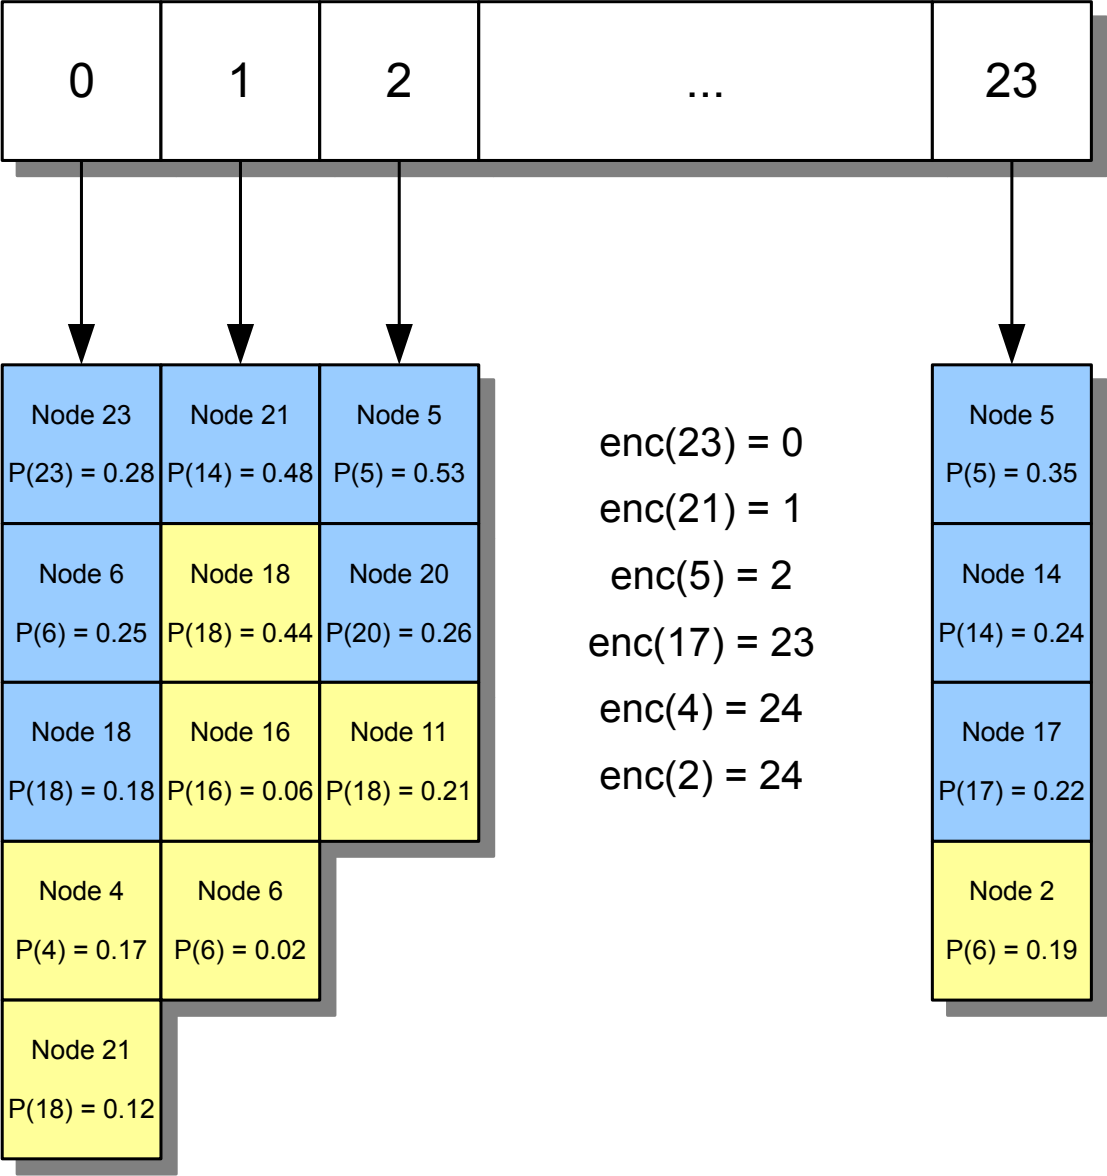 0
1
2
...
23
Node 23
P(23) = 0.28
Node 6
P(6) = 0.25
Node 18
P(18) = 0.18
Node 4
P(4) = 0.17
Node 21
P(18) = 0.12
Node 21
P(14) = 0.48
Node 18
P(18) = 0.44
Node 16
P(16) = 0.06
Node 6
P(6) = 0.02
Node 5
P(5) = 0.53
Node 20
P(20) = 0.26
Node 11
P(18) = 0.21
enc(23) = 0
enc(21) = 1
enc(5) = 2
enc(17) = 23
enc(4) = 24
enc(2) = 24
Node 5
P(5) = 0.35
Node 14
P(14) = 0.24
Node 17
P(17) = 0.22
Node 2
P(6) = 0.19